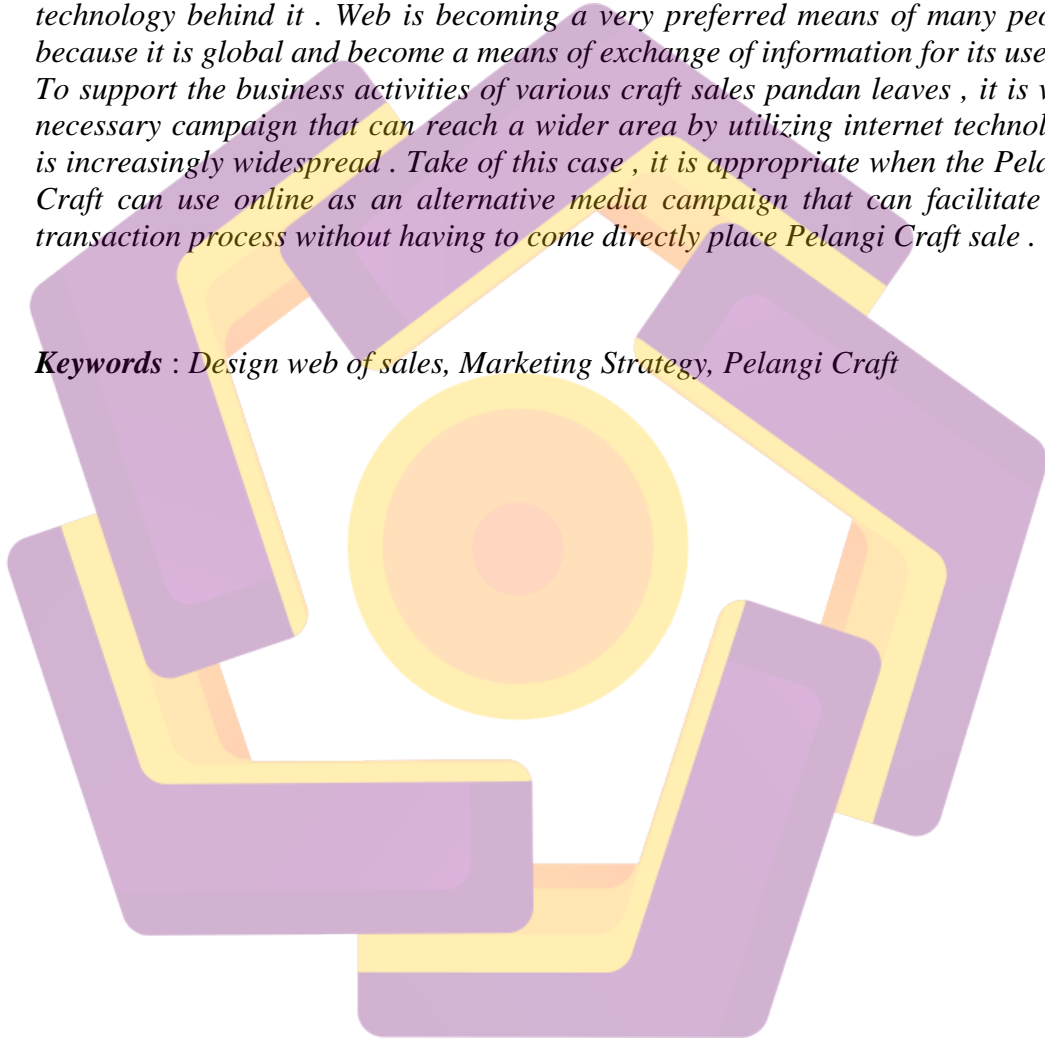 technology behind it . Web is becoming a very preferred means of many
because it is global and become a means of exchange of information for its
To support the business activities of various craft sales pandan leaves , it is
necessary campaign that can reach a wider area by utilizing internet
is increasingly widespread . Take of this case , it is appropriate when the
Craft can use online as an alternative media campaign that can facilitate
transaction process without having to come directly place Pelangi Craft sale .
Keywords : Design web of sales, Marketing Strategy, Pelangi Craft